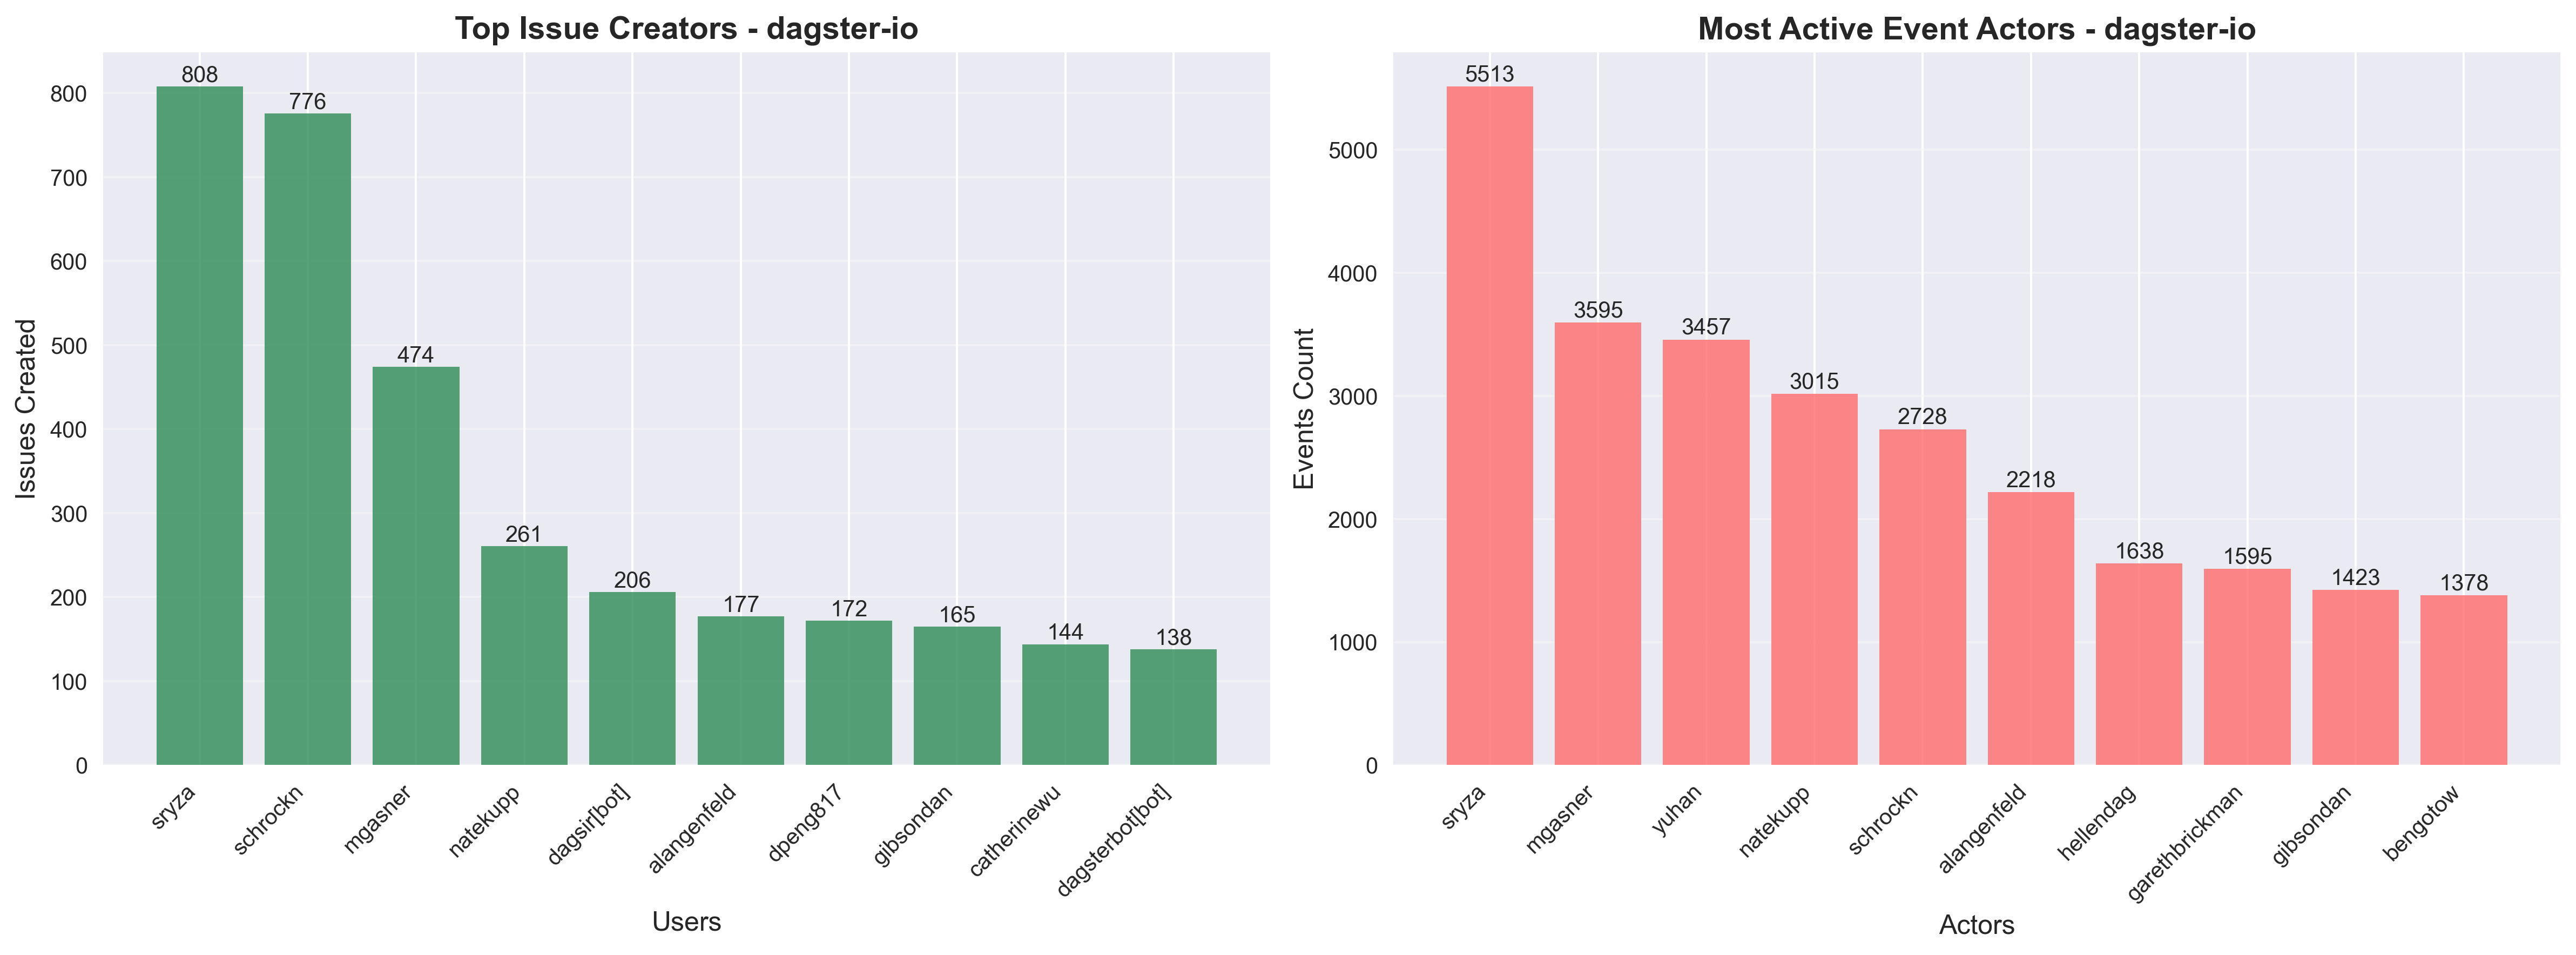 Top Issue Creators - dagster-io
808
776
474
261
206
177
172
165
144
138
800
700
600
500
400
300
200
100
0
Issues Created
sryza
schrockn
mgasner
natekupp
dagsir[bot]
alangenfeld
dpeng817
gibsondan
catherinewu
dagsterbot[bot]
Users
Most Active Event Actors - dagster-io
5513
3595
3457
3015
2728
2218
1638
1595
1423
1378
5000
4000
3000
2000
1000
0
Events Count
sryza
mgasner
yuhan
natekupp
schrockn
alangenfeld
hellendag
garethbrickman
gibsondan
bengotow
Actors